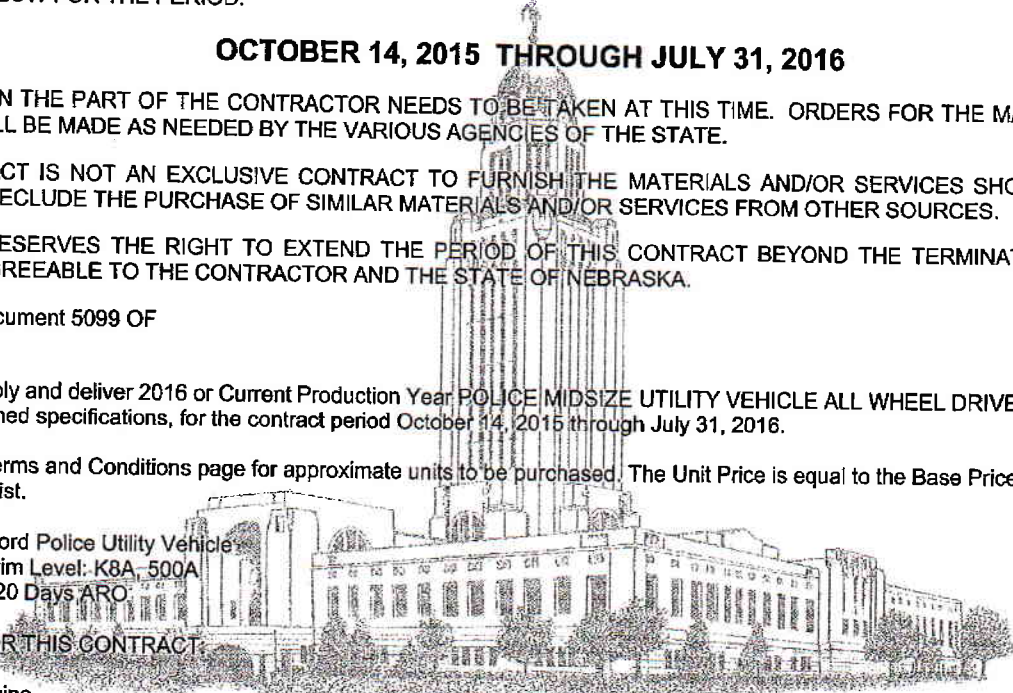 OCTOBER 14, 2015 THROUGH JULY 31, 2016
N THE PART OF THE CONTRACTOR NEEDS TO BE TAKEN AT THIS TIME. ORDERS FOR THE MA
LL BE MADE AS NEEDED BY THE VARIOUS AGENCIES OF THE STATE.
CT IS NOT AN EXCLUSIVE CONTRACT TO FURNISH THE MATERIALS AND/OR SERVICES SHO
ECLUDE THE PURCHASE OF SIMILAR MATERIALS AND/OR SERVICES FROM OTHER SOURCES.
ESERVES THE RIGHT TO EXTEND THE PERIOD OF THIS CONTRACT BEYOND THE TERMINAT
GREEABLE TO THE CONTRACTOR AND THE STATE OF NEBRASKA.
cument 5099 OF
ply and deliver 2016 or Current Production Year POLICE MIDSIZE UTILITY VEHICLE ALL WHEEL DRIVE
ned specifications, for the contract period October 14, 2015 through July 31, 2016.
erms and Conditions page for approximate units to be purchased. The Unit Price is equal to the Base Price
ist.
ord Police Utility Vehicle
im Level: K8A, 500A
20 Days ARO
R THIS CONTRACT: